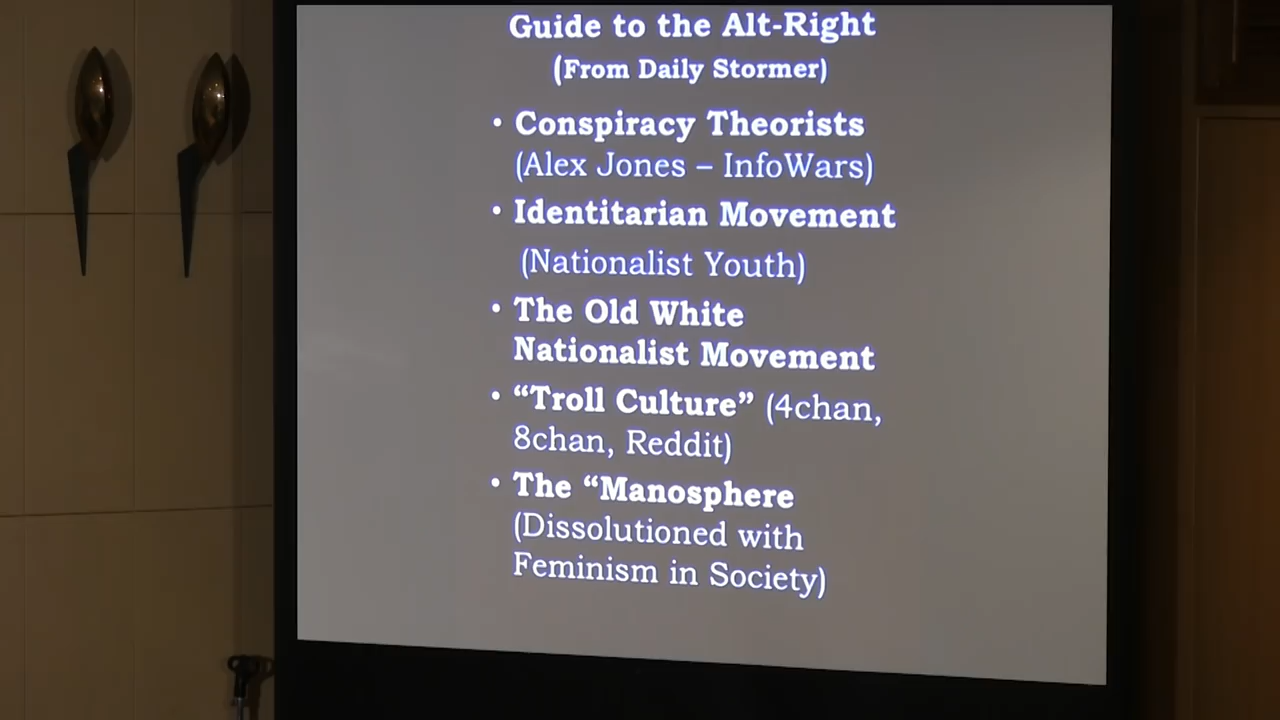 Guide to the Alt-Right
(From Daily Stormer)
• Conspiracy Theorists
(Alex Jones – InfoWars)
• Identitarian Movement
(Nationalist Youth)
• The Old White
Nationalist Movement
• “Troll Culture” (4chan,
8chan, Reddit)
• The “Manosphere
(Dissolutioned with
Feminism in Society)